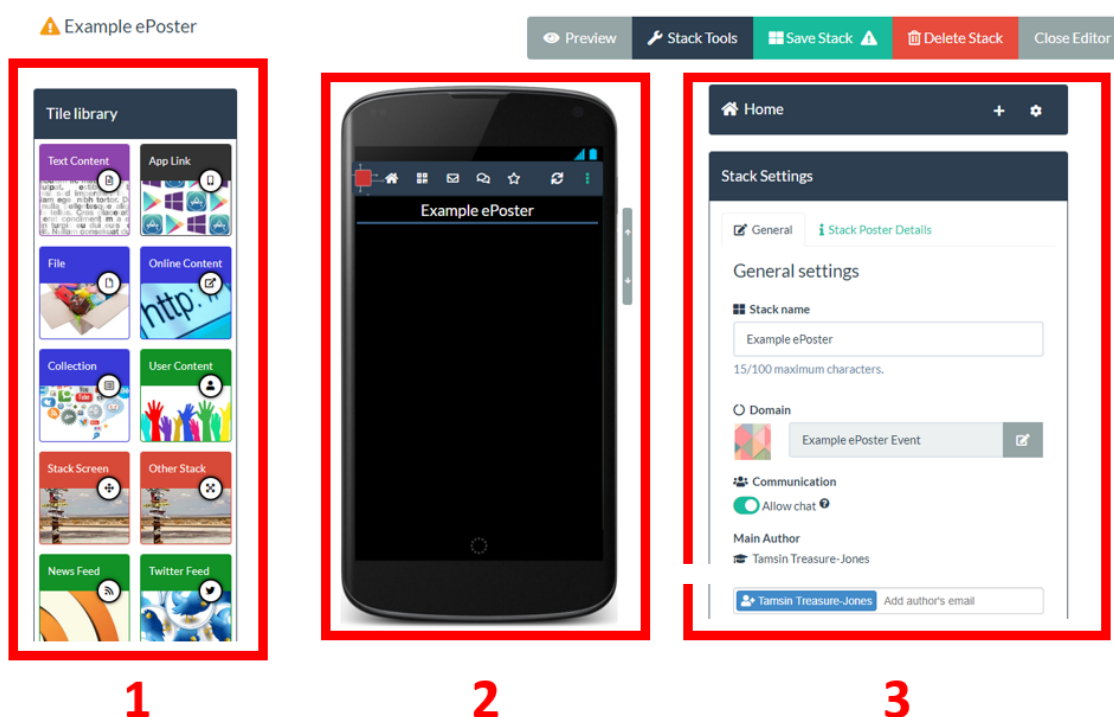 Example ePoster
Preview
Stack Tools
Save Stack
Delete Stack
Close Editor
Tile library
Text Content
App Link
File
Online Content
http:
Collection
User Content
Stack Screen
Other Stack
News Feed
Twitter Feed
Example ePoster
Home
Stack Settings
General
Stack Poster Details
General settings
Stack name
Example ePoster
15/100 maximum characters.
Domain
Example ePoster Event
Communication
Allow chat
Main Author
Tamsin Treasure-Jones
Tamsin Treasure-Jones Add author's email
1
2
3